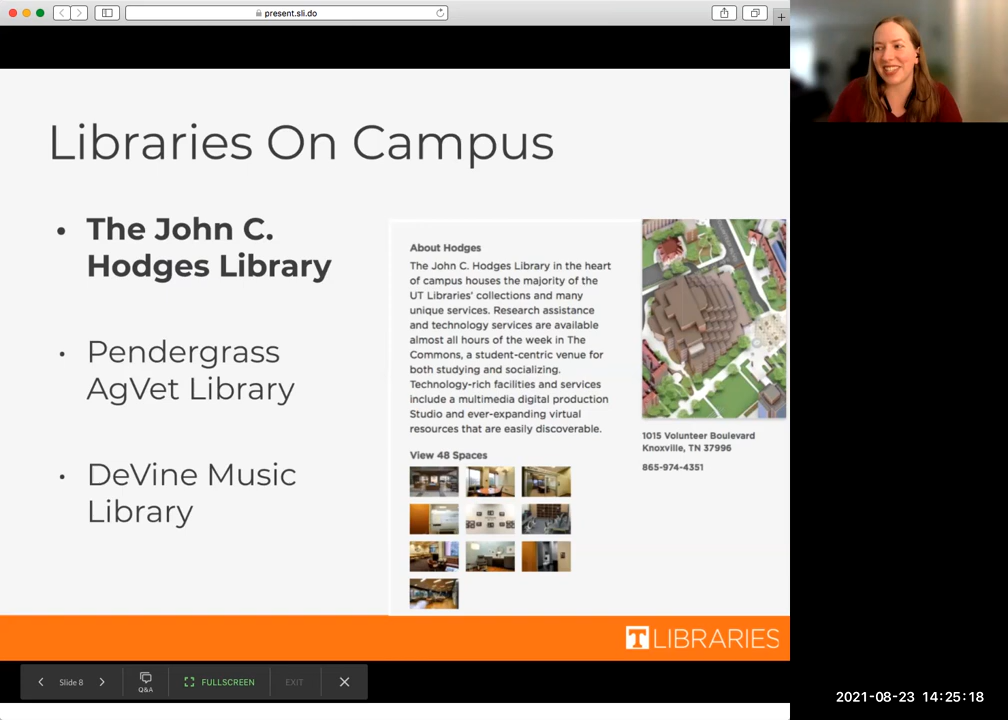 present.sli.do
Libraries On Campus
• The John C.
Hodges Library
• Pendergrass
AgVet Library
• DeVine Music
Library
About Hodges
The John C. Hodges Library in the heart
of campus houses the majority of the
UT Libraries' collections and many
unique services. Research assistance
and technology services are available
almost all hours of the week in The
Commons, a student-centric venue for
both studying and socializing.
Technology-rich facilities and services
include a multimedia digital production
Studio and ever-expanding virtual
resources that are easily discoverable.
View 48 Spaces
1015 Volunteer Boulevard
Knoxville, TN 37996
865-974-4351
T LIBRARIES
Slide 8
Q&A
FULLSCREEN
EXIT
2021-08-23 14:25:18